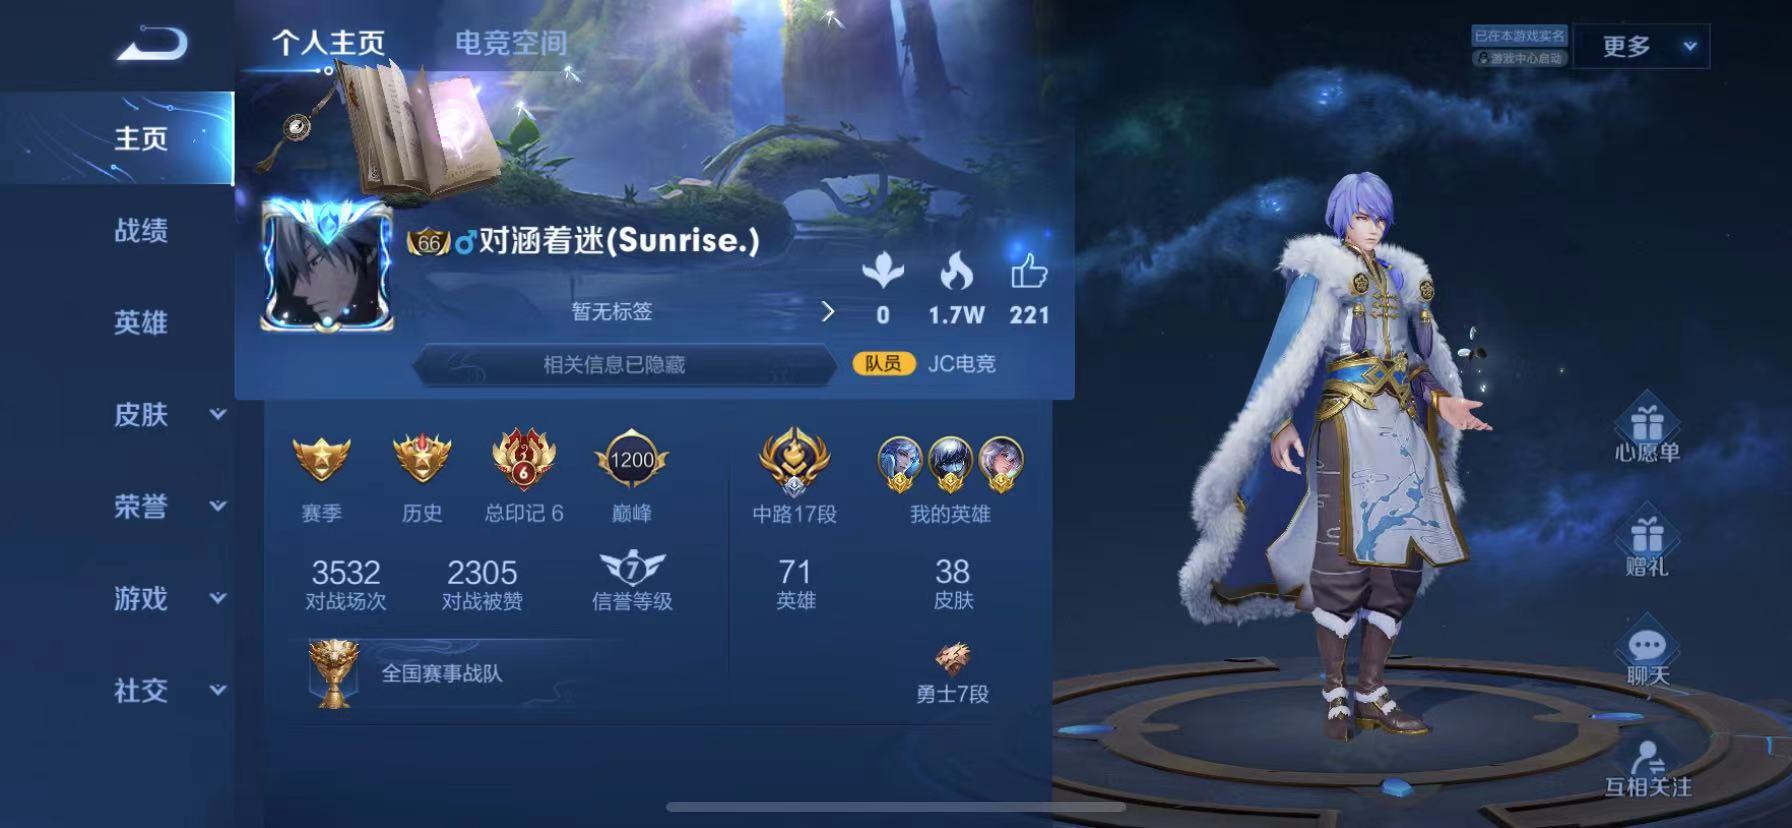 个人主页
电竞空间
已在本游戏实名
游戏中心启动
更多
主页
战绩
英雄
皮肤
荣誉
游戏
社交
66
对涵着迷(Sunrise.)
暂无标签
0
1.7W
221
相关信息已隐藏
队员
JC电竞
6
1200
赛季
历史
总印记 6
巅峰
中路17段
我的英雄
3532
2305
7
71
38
对战场次
对战被赞
信誉等级
英雄
皮肤
全国赛事战队
勇士7段
心愿单
赠礼
聊天
互相关注